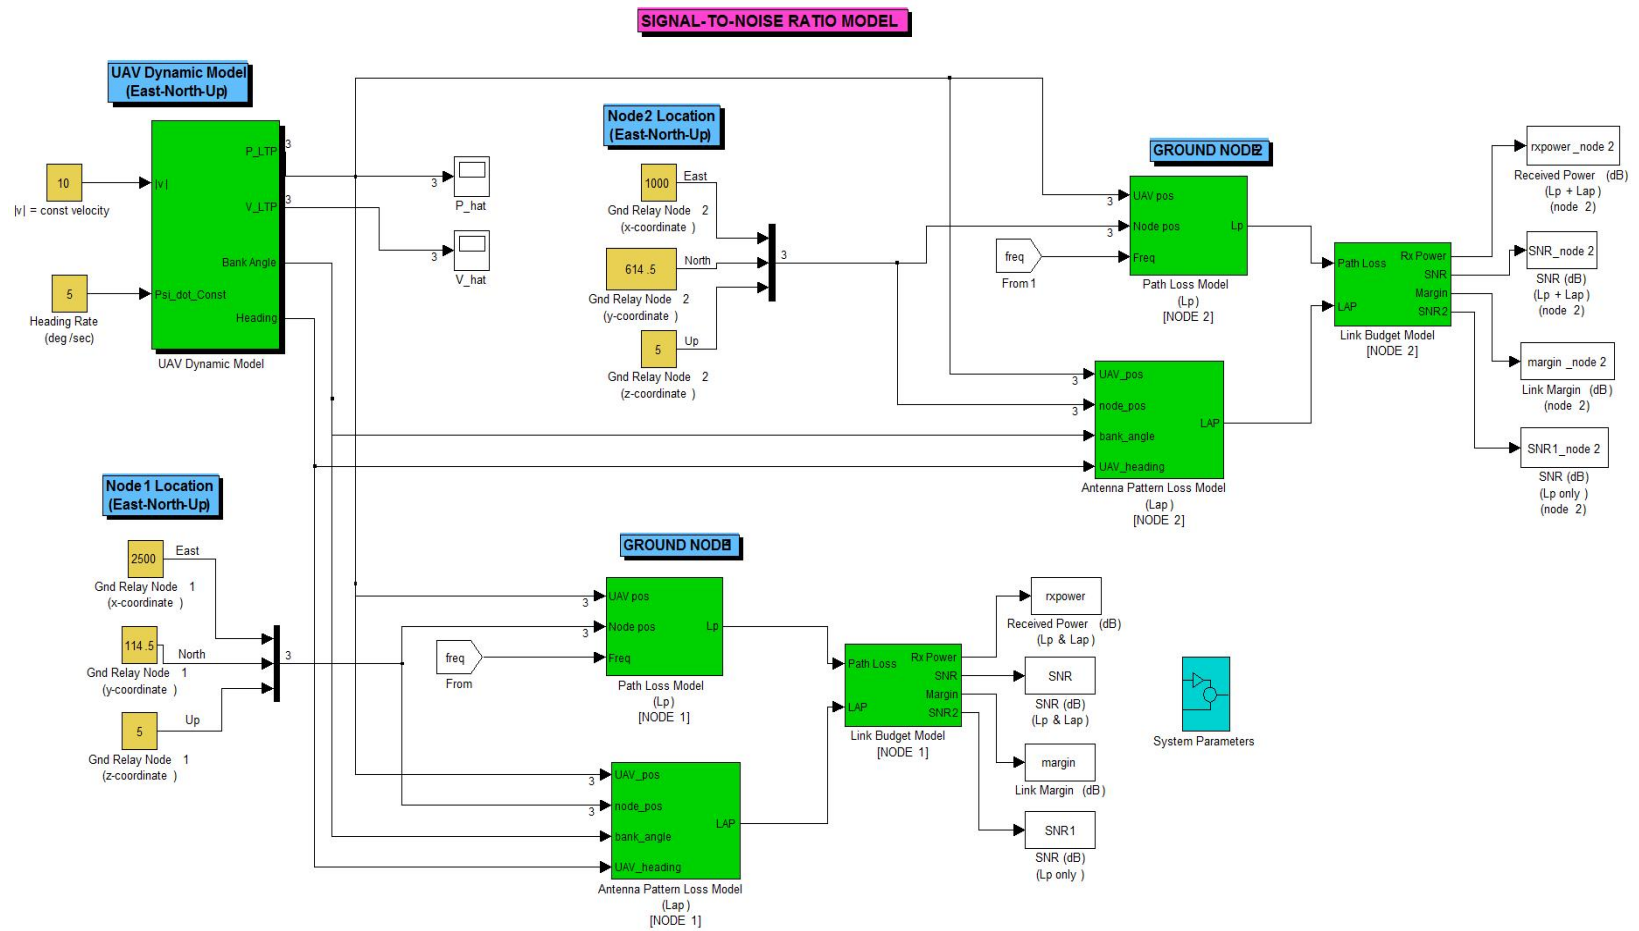 SIGNAL-TO-NOISE RATIO MODEL
UAV Dynamic Model
(East-North-Up)
P_LTP
3
|v|
V_LTP
3
Bank Angle
Psi_dot_Const
Heading
UAV Dynamic Model
10
|v| = const velocity
5
Heading Rate
(deg /sec)
3
P_hat
3
V_hat
Node2 Location
(East-North-Up)
1000
East
Gnd Relay Node 2
(x-coordinate )
614 .5
North
Gnd Relay Node 2
(y-coordinate )
5
Up
Gnd Relay Node 2
(z-coordinate )
3
freq
From 1
GROUND NODE2
3
UAV pos
3
Node pos
Freq
Lp
Path Loss Model
(Lp)
[NODE 2]
3
UAV_pos
3
node_pos
bank_angle
UAV_heading
LAP
Antenna Pattern Loss Model
(Lap )
[NODE 2]
Path Loss
LAP
Rx Power
SNR
Margin
SNR2
Link Budget Model
[NODE 2]
rxpower _node 2
Received Power (dB)
(Lp + Lap )
(node 2)
SNR_node 2
SNR (dB)
(Lp + Lap )
(node 2)
margin _node 2
Link Margin (dB)
(node 2)
SNR1_node 2
SNR (dB)
(Lp only )
(node 2)
Node1 Location
(East-North-Up)
2500
East
Gnd Relay Node 1
(x-coordinate )
114 .5
North
Gnd Relay Node 1
(y-coordinate )
5
Up
Gnd Relay Node 1
(z-coordinate )
3
freq
From
GROUND NODE1
3
UAV pos
3
Node pos
Freq
Lp
Path Loss Model
(Lp)
[NODE 1]
3
UAV_pos
3
node_pos
bank_angle
UAV_heading
LAP
Antenna Pattern Loss Model
(Lap )
[NODE 1]
Path Loss
LAP
Rx Power
SNR
Margin
SNR2
Link Budget Model
[NODE 1]
rxpower
Received Power (dB)
(Lp & Lap )
SNR
SNR (dB)
(Lp & Lap )
margin
Link Margin (dB)
SNR1
SNR (dB)
(Lp only )
System Parameters